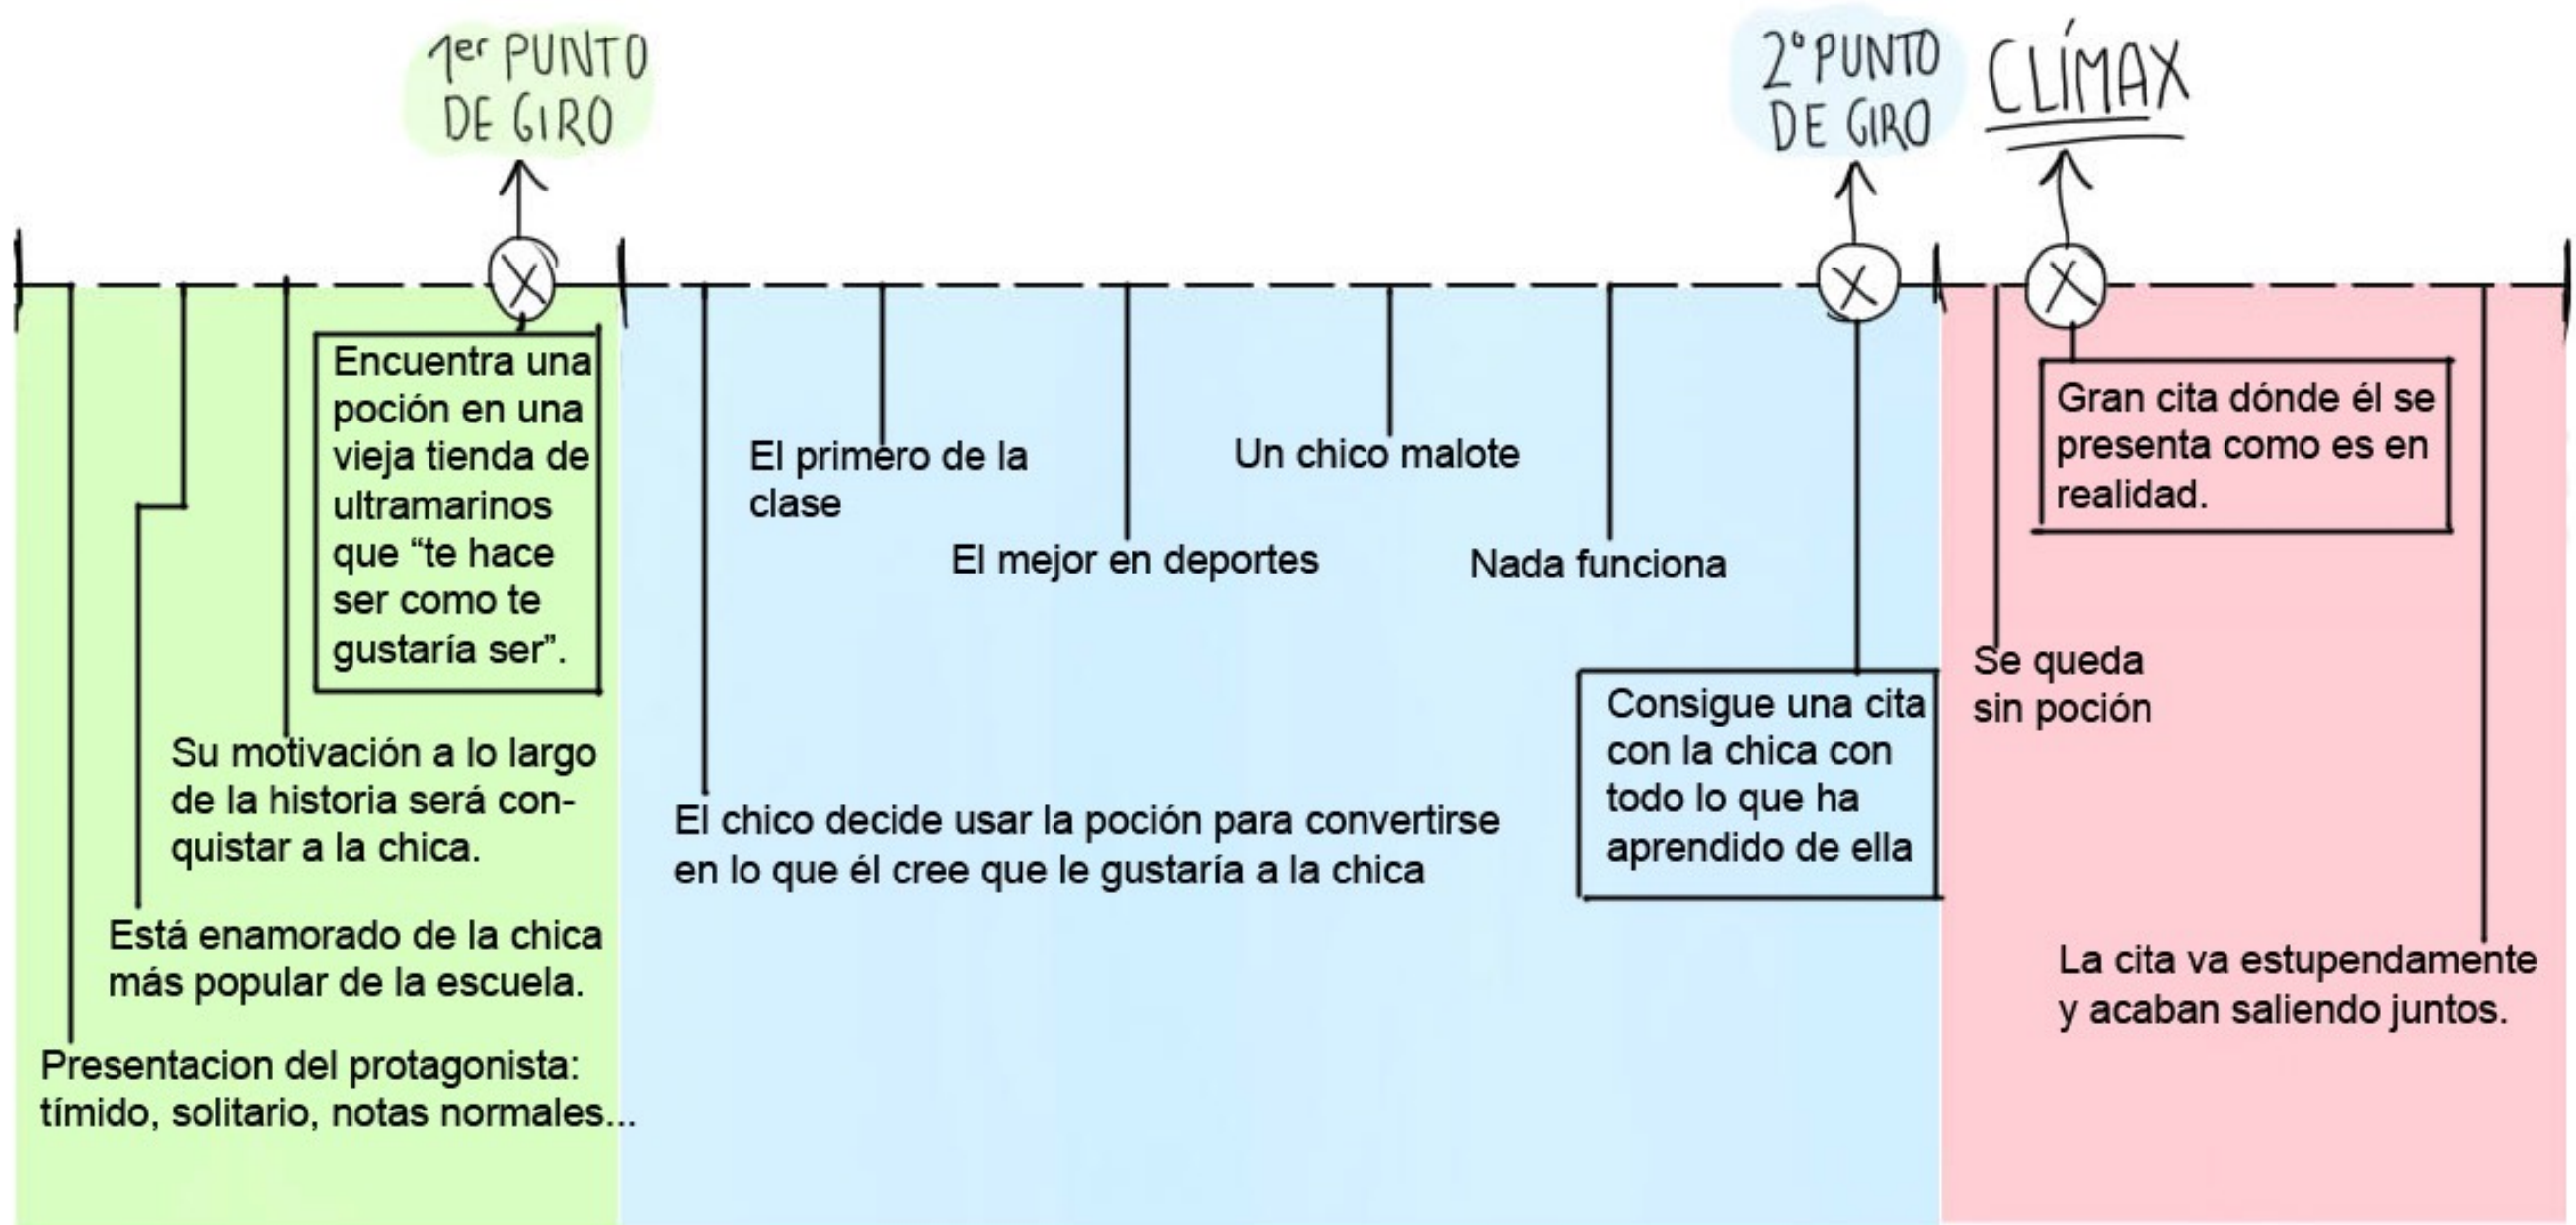 1er PUNTO
DE GIRO
2º PUNTO
DE GIRO
CLÍMAX
Encuentra una
poción en una
vieja tienda de
ultramarinos
que “te hace
ser como te
gustaría ser”.
Su motivación a lo largo
de la historia será con-
quistar a la chica.
Está enamorado de la chica
más popular de la escuela.
Presentacion del protagonista:
tímido, solitario, notas normales...
El primero de la
clase
El mejor en deportes
Un chico malote
Nada funciona
El chico decide usar la poción para convertirse
en lo que él cree que le gustaría a la chica
Consigue una cita
con la chica con
todo lo que ha
aprendido de ella
Gran cita dónde él se
presenta como es en
realidad.
Se queda
sin poción
La cita va estupendamente
y acaban saliendo juntos.